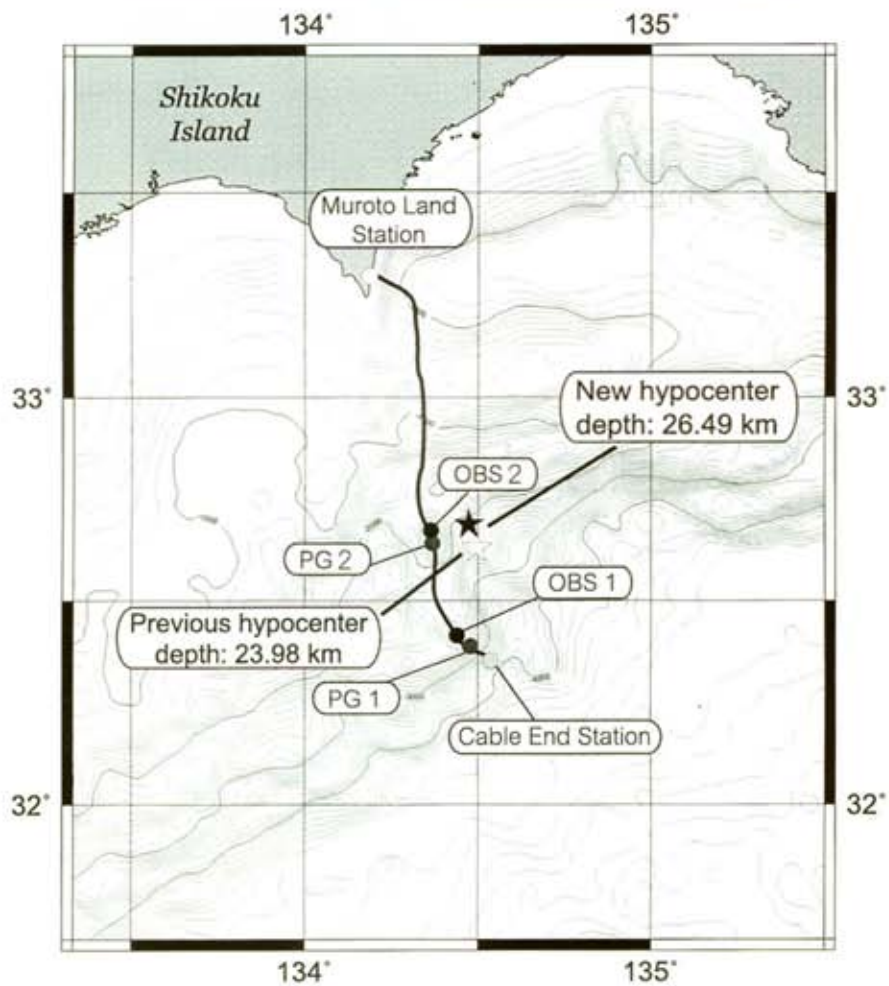 134°
135°
Shikoku
Island
Muroto Land
Station
33°
33°
New hypocenter
depth: 26.49 km
OBS 2
PG 2
OBS 1
Previous hypocenter
depth: 23.98 km
PG 1
Cable End Station
32°
32°
134°
135°